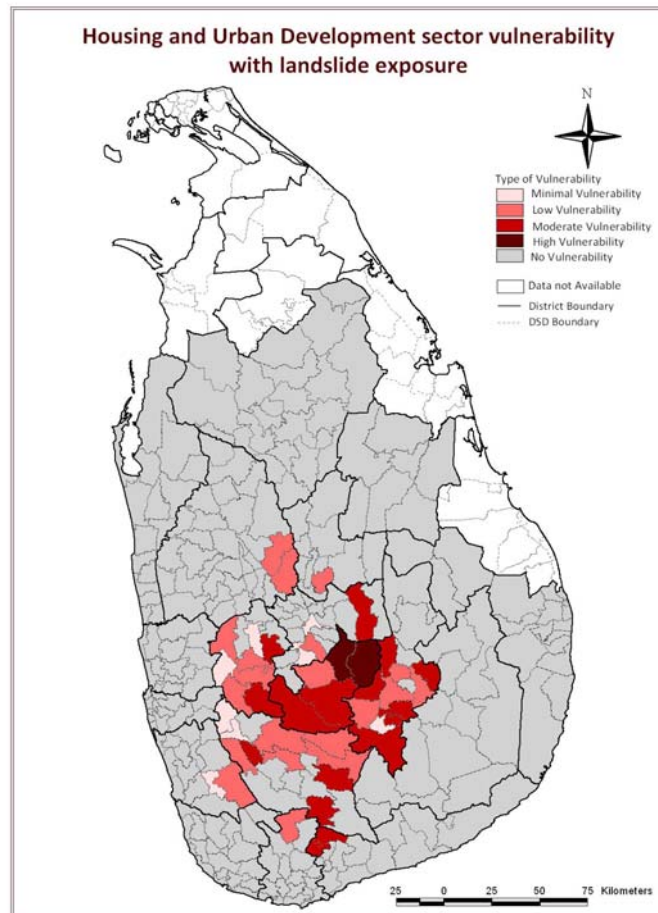 Housing and Urban Development sector vulnerability
with landslide exposure
N
Type of Vulnerability
Minimal Vulnerability
Low Vulnerability
Moderate Vulnerability
High Vulnerability
No Vulnerability
Data not Available
District Boundary
DSD Boundary
25 0 25 50 75 Kilometers